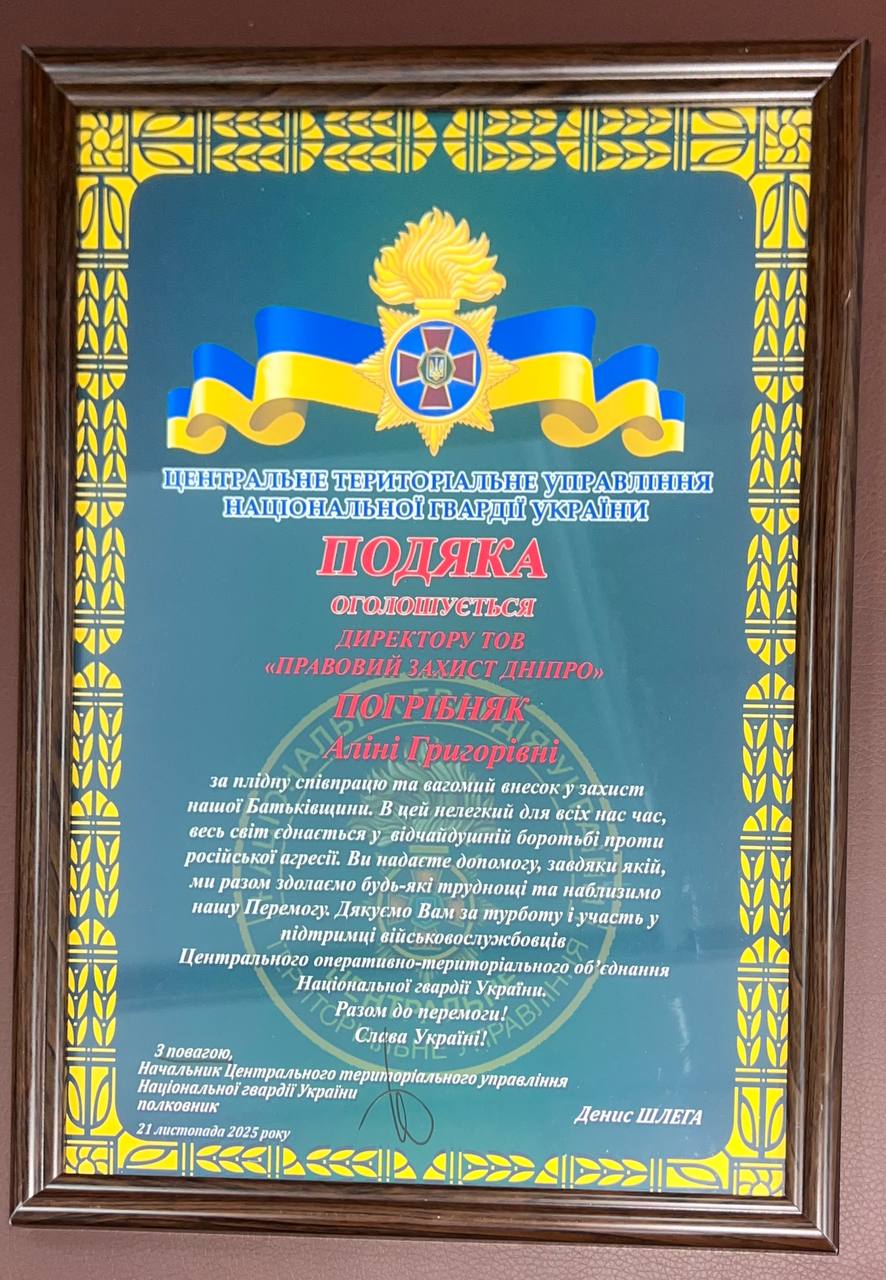 ЦЕНТРАЛЬНЕ ТЕРИТОРІАЛЬНЕ УПРАВЛІННЯ
НАЦІОНАЛЬНОЇ ГВАРДІЇ УКРАЇНИ
ПОДЯКА
ОГОЛОШУЄТЬСЯ
ДИРЕКТОРУ ТОВ
«ПРАВОВИЙ ЗАХИСТ ДНІПРО»
ПОГРІБНЯК
Аліні Григорівні
за плідну співпрацю та вагомий внесок у захист
нашої Батьківщини. В цей нелегкий для всіх нас час,
весь світ єднається у відчайдушній боротьбі проти
російської агресії. Ви надаєте допомогу, завдяки якій,
ми разом здолаємо будь-які труднощі та наблизимо
нашу Перемогу. Дякуємо Вам за турботу і участь у
підтримці військовослужбовців
Центрального оперативно-територіального об’єднання
Національної гвардії України.
Разом до перемоги!
Слава Україні!
З повагою,
Начальник Центрального територіального управління
Національної гвардії України
полковник
Денис ШЛЕГА
21 листопада 2025 року